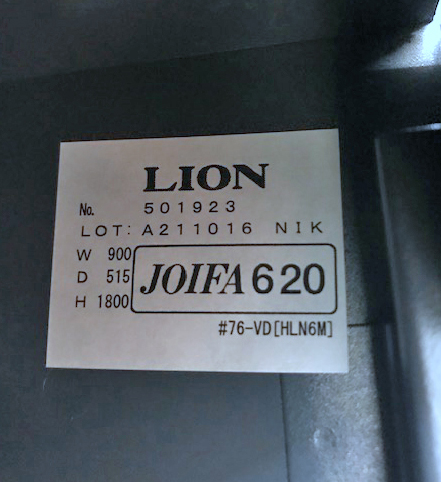 LION
No. 501923
LOT: A211016 NIK
W 900
D 515
H 1800
JOIFA 620
#76-VD[HLN6M]